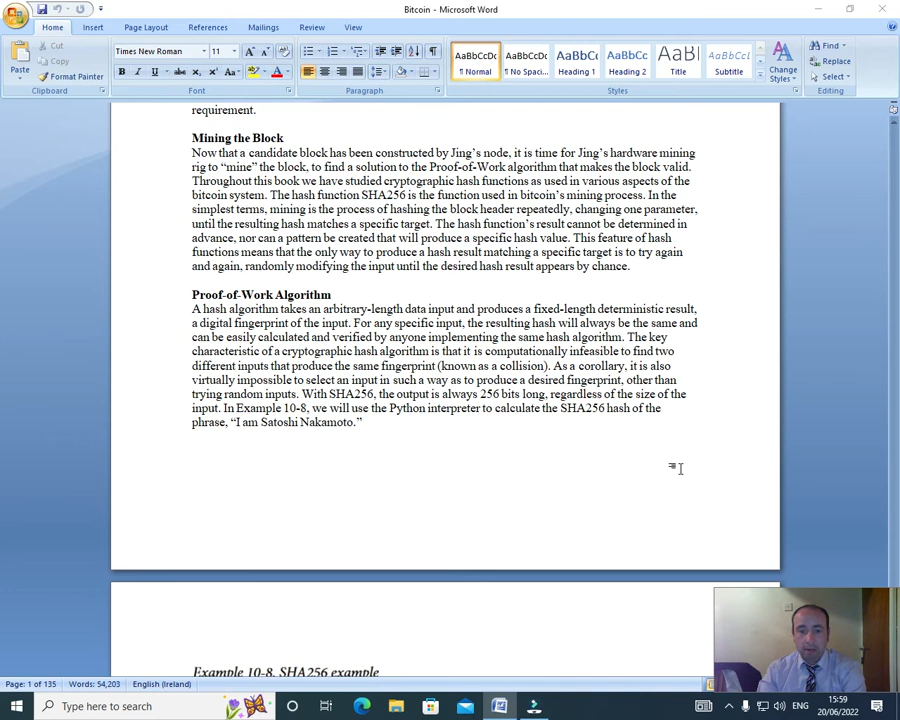 Bitcoin - Microsoft Word
Home Insert Page Layout References Mailings Review View
Paste
Cut
Copy
Format Painter
Clipboard
Times New Roman 11
Font
Paragraph
AaBbCcDc AaBbCcDc AaBbCc AaBbCc AaBl AaBbCcl
¶ Normal ¶ No Spaci... Heading 1 Heading 2 Title Subtitle
Styles
Change
Styles
Find
Replace
Select
Editing
requirement.
Mining the Block
Now that a candidate block has been constructed by Jing’s node, it is time for Jing’s hardware mining
rig to “mine” the block, to find a solution to the Proof-of-Work algorithm that makes the block valid.
Throughout this book we have studied cryptographic hash functions as used in various aspects of the
bitcoin system. The hash function SHA256 is the function used in bitcoin’s mining process. In the
simplest terms, mining is the process of hashing the block header repeatedly, changing one parameter,
until the resulting hash matches a specific target. The hash function’s result cannot be determined in
advance, nor can a pattern be created that will produce a specific hash value. This feature of hash
functions means that the only way to produce a hash result matching a specific target is to try again
and again, randomly modifying the input until the desired hash result appears by chance.
Proof-of-Work Algorithm
A hash algorithm takes an arbitrary-length data input and produces a fixed-length deterministic result,
a digital fingerprint of the input. For any specific input, the resulting hash will always be the same and
can be easily calculated and verified by anyone implementing the same hash algorithm. The key
characteristic of a cryptographic hash algorithm is that it is computationally infeasible to find two
different inputs that produce the same fingerprint (known as a collision). As a corollary, it is also
virtually impossible to select an input in such a way as to produce a desired fingerprint, other than
trying random inputs. With SHA256, the output is always 256 bits long, regardless of the size of the
input. In Example 10-8, we will use the Python interpreter to calculate the SHA256 hash of the
phrase, “I am Satoshi Nakamoto.”
Example 10-8. SHA256 example
Page: 1 of 135 Words: 54,203 English (Ireland)
Type here to search
ENG
15:59
20/06/2022